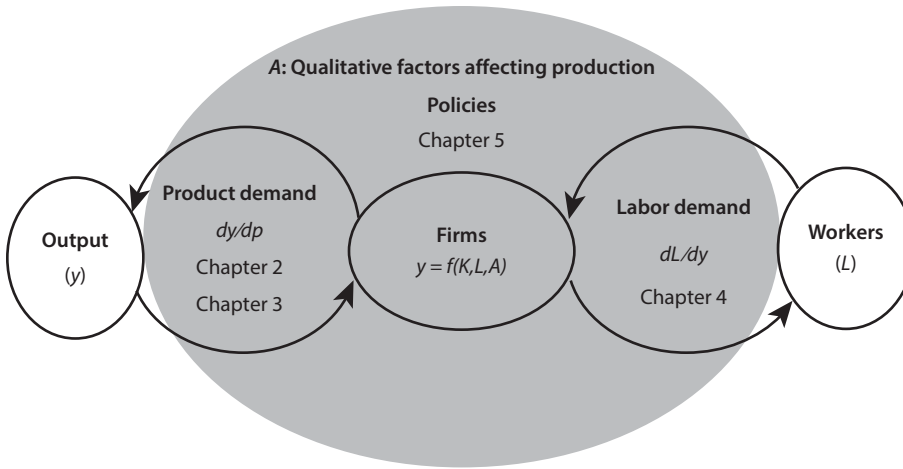 A: Qualitative factors affecting production
Policies
Chapter 5
Output
(y)
Product demand
dy/dp
Chapter 2
Chapter 3
Firms
y = f(K,L,A)
Labor demand
dL/dy
Chapter 4
Workers
(L)